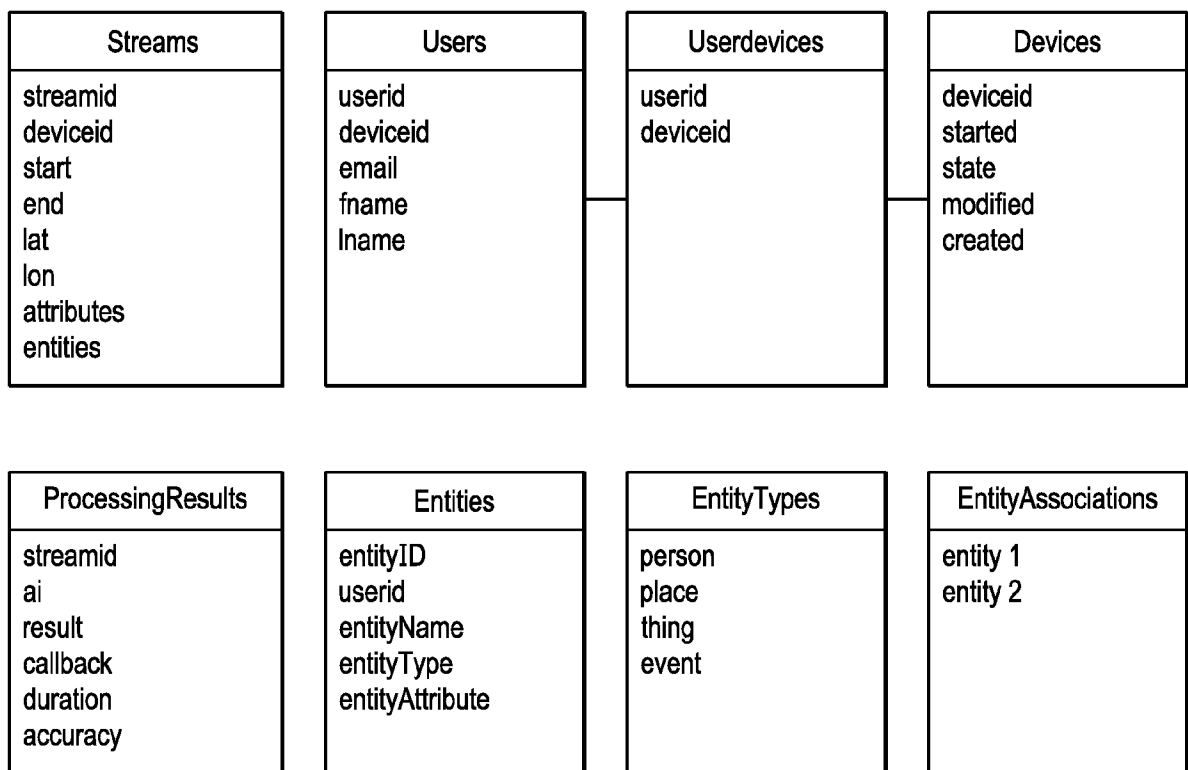 Streams
streamid
deviceid
start
end
lat
lon
attributes
entities
Users
userid
deviceid
email
fname
lname
Userdevices
userid
deviceid
Devices
deviceid
started
state
modified
created
ProcessingResults
streamid
ai
result
callback
duration
accuracy
Entities
entityID
userid
entityName
entityType
entityAttribute
EntityTypes
person
place
thing
event
EntityAssociations
entity 1
entity 2